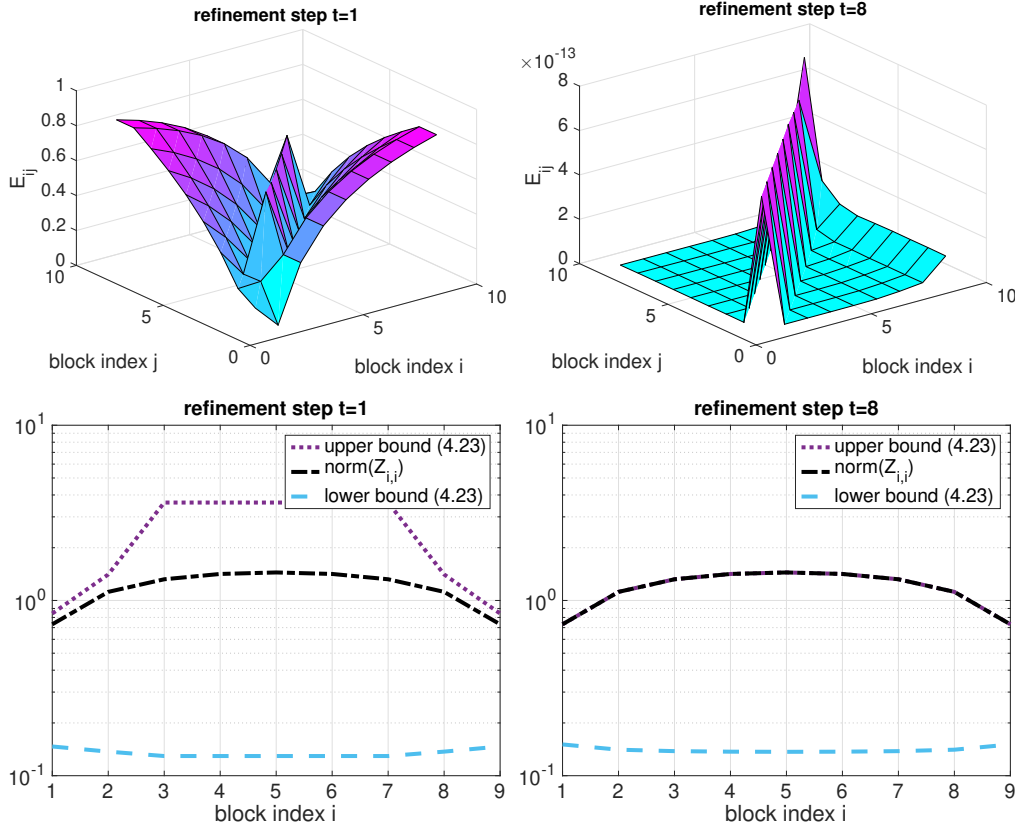 refinement step t=1
E_ij
1
0.8
0.6
0.4
0.2
0
10
5
0
0
5
10
block index j
block index i
refinement step t=8
×10^-13
E_ij
8
6
4
2
0
10
5
0
0
5
10
block index j
block index i
refinement step t=1
10^1
10^0
10^-1
upper bound (4.23)
norm(Z_i,i)
lower bound (4.23)
1 2 3 4 5 6 7 8 9
block index i
refinement step t=8
10^1
10^0
10^-1
upper bound (4.23)
norm(Z_i,i)
lower bound (4.23)
1 2 3 4 5 6 7 8 9
block index i